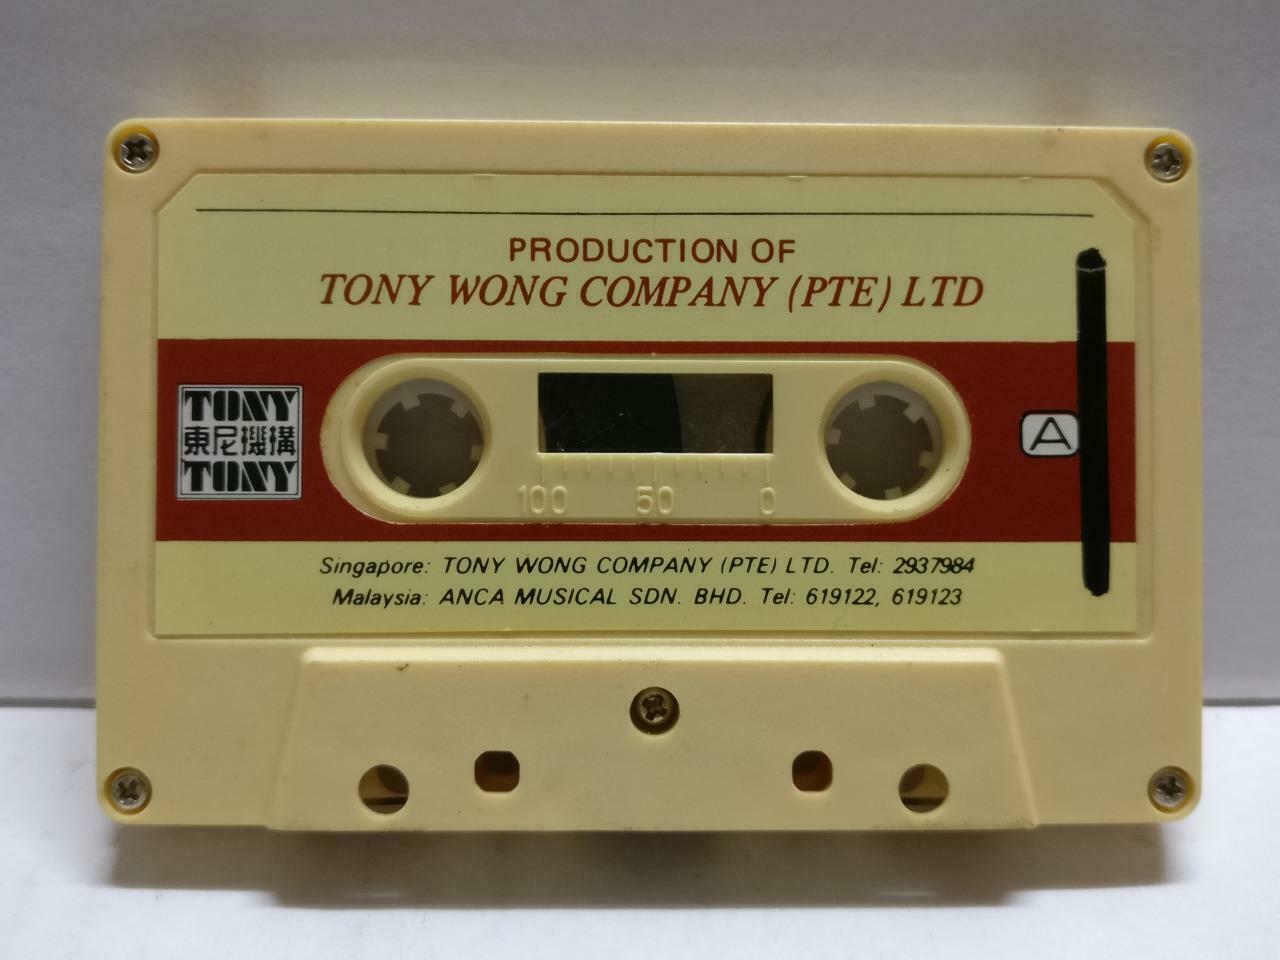 PRODUCTION OF
TONY WONG COMPANY (PTE) LTD
TONY
東尼機構
TONY
A
100 50 0
Singapore: TONY WONG COMPANY (PTE) LTD. Tel: 2937984
Malaysia: ANCA MUSICAL SDN. BHD. Tel: 619122, 619123